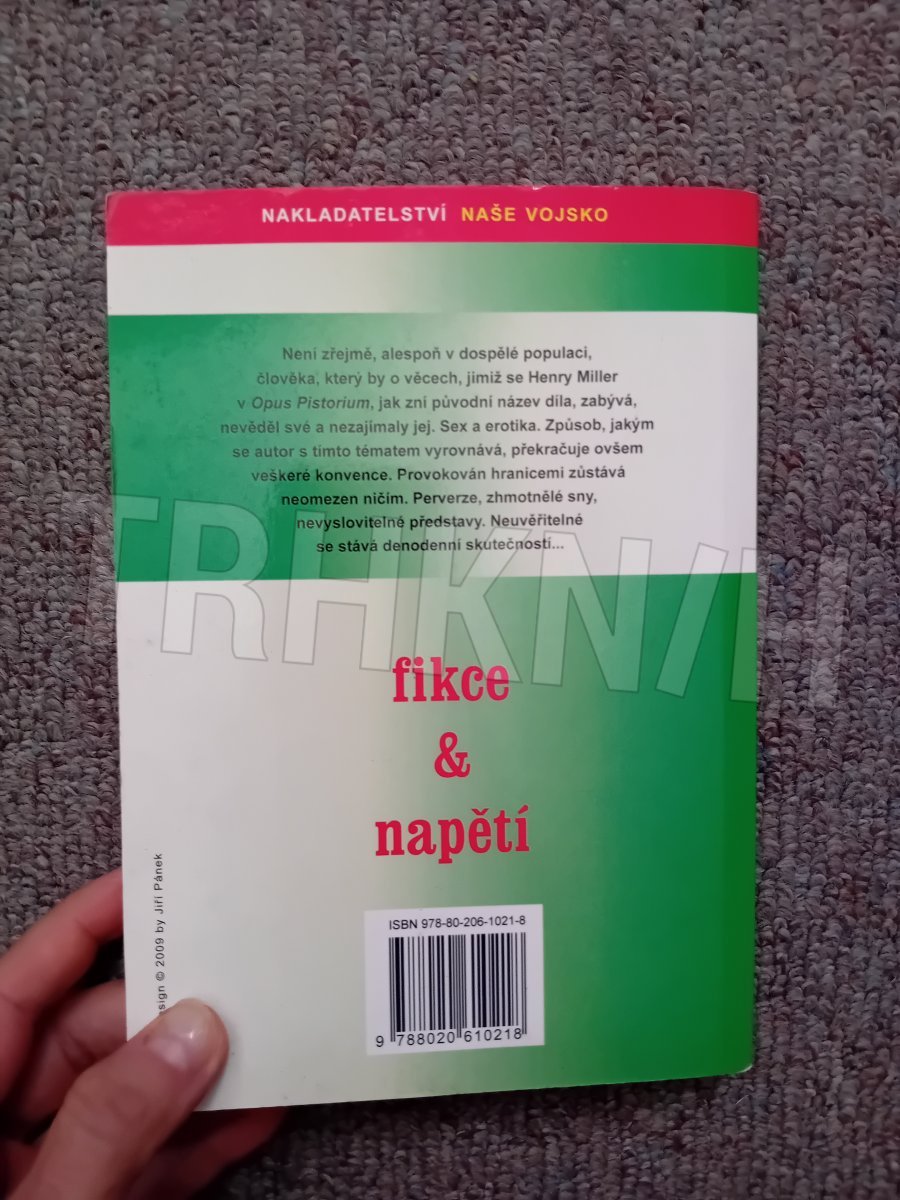 NAKLADATELSTVÍ NAŠE VOJSKO
Není zřejmě, alespoň v dospělé populaci,
člověka, který by o věcech, jimiž se Henry Miller
v Opus Pistorium, jak zní původní název díla, zabývá,
nevěděl své a nezajímaly jej. Sex a erotika. Způsob, jakým
se autor s tímto tématem vyrovnává, překračuje ovšem
veškeré konvence. Provokován hranicemi zůstává
neomezen ničím. Perverze, zhmotnělé sny,
nevyslovitelné představy. Neuvěřitelné
se stává denodenní skutečností...
TRHKNIH
fikce
&
napětí
© 2009 by Jiří Pánek
ISBN 978-80-206-1021-8
9 788020 610218